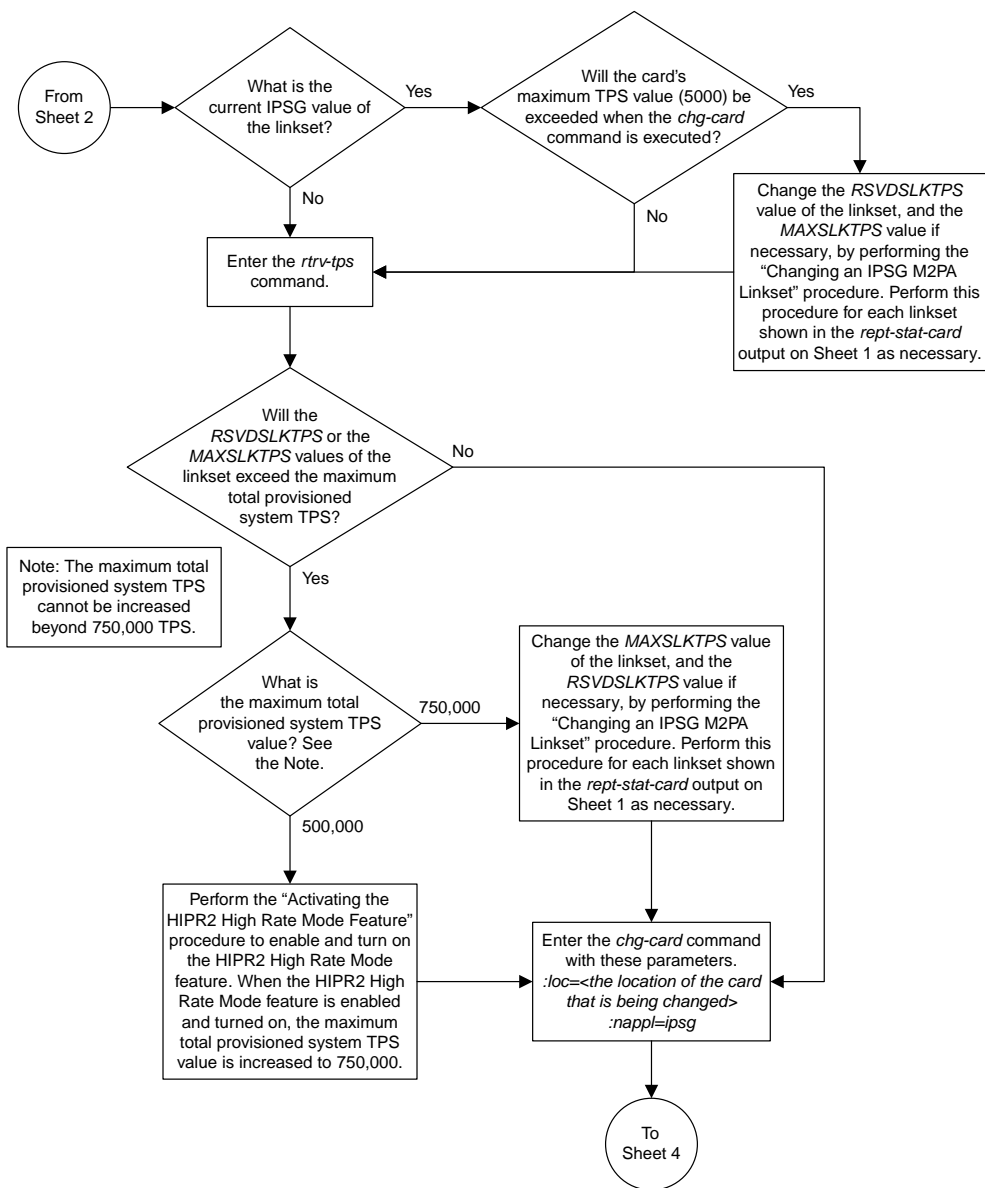 From
Sheet 2
What is the
current IPSG value of
the linkset?
Yes
Will the card's
maximum TPS value (5000) be
exceeded when the chg-card
command is executed?
Yes
Change the RSVDSLKTPS
value of the linkset, and the
MAXSLKTPS value if
necessary, by performing the
“Changing an IPSG M2PA
Linkset” procedure. Perform this
procedure for each linkset
shown in the rept-stat-card
output on Sheet 1 as necessary.
No
No
Enter the rtrv-tps
command.
Will the
RSVDSLKTPS or the
MAXSLKTPS values of the
linkset exceed the maximum
total provisioned
system TPS?
No
Note: The maximum total
provisioned system TPS
cannot be increased
beyond 750,000 TPS.
Yes
What is
the maximum total
provisioned system TPS
value? See
the Note.
750,000
Change the MAXSLKTPS value
of the linkset, and the
RSVDSLKTPS value if
necessary, by performing the
“Changing an IPSG M2PA
Linkset” procedure. Perform this
procedure for each linkset shown
in the rept-stat-card output on
Sheet 1 as necessary.
500,000
Perform the “Activating the
HIPR2 High Rate Mode Feature”
procedure to enable and turn on
the HIPR2 High Rate Mode
feature. When the HIPR2 High
Rate Mode feature is enabled
and turned on, the maximum
total provisioned system TPS
value is increased to 750,000.
Enter the chg-card command
with these parameters.
:loc=<the location of the card
that is being changed>
:nappl=ipsg
To
Sheet 4